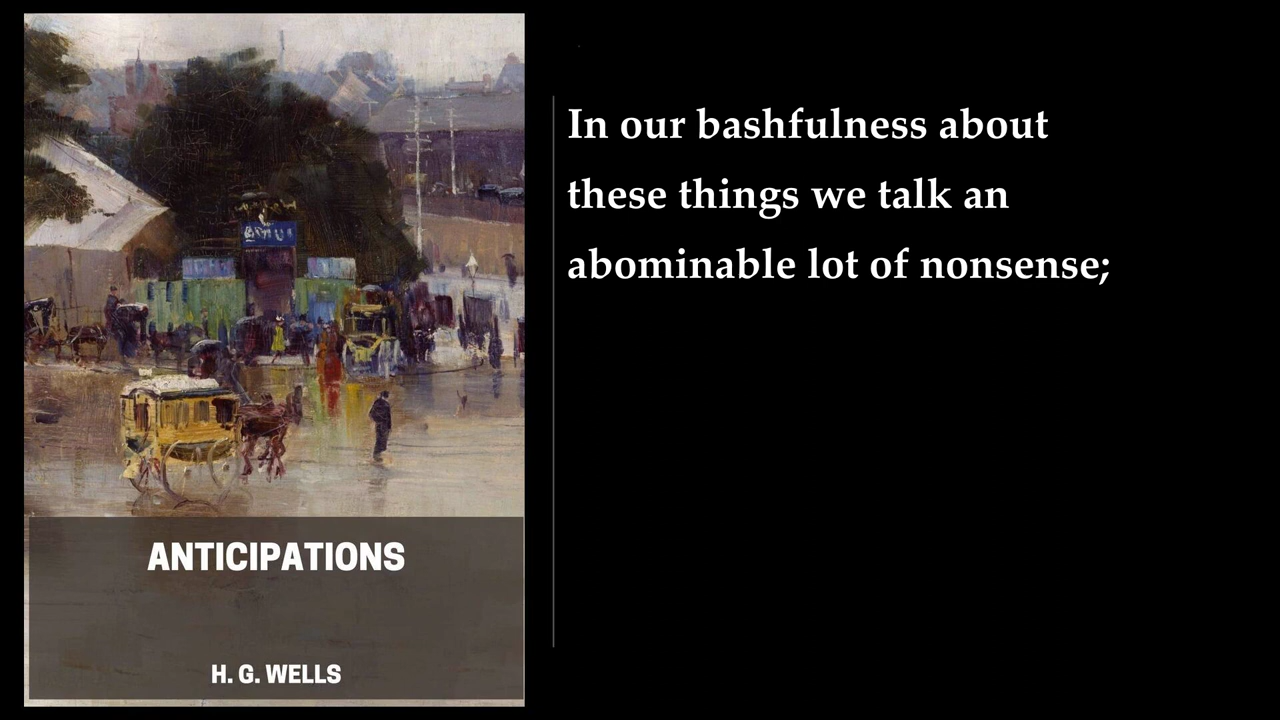 ANTICIPATIONS
H. G. WELLS
In our bashfulness about
these things we talk an
abominable lot of nonsense;